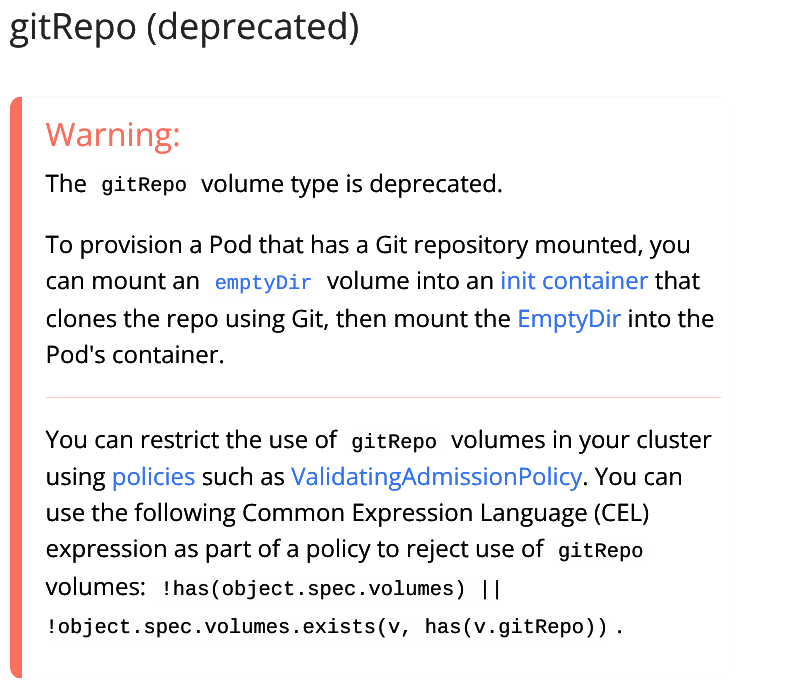 gitRepo (deprecated)
Warning:
The gitRepo volume type is deprecated.
To provision a Pod that has a Git repository mounted, you
can mount an emptyDir volume into an init container that
clones the repo using Git, then mount the EmptyDir into the
Pod's container.
You can restrict the use of gitRepo volumes in your cluster
using policies such as ValidatingAdmissionPolicy. You can
use the following Common Expression Language (CEL)
expression as part of a policy to reject use of gitRepo
volumes: !has(object.spec.volumes) ||
!object.spec.volumes.exists(v, has(v.gitRepo)).